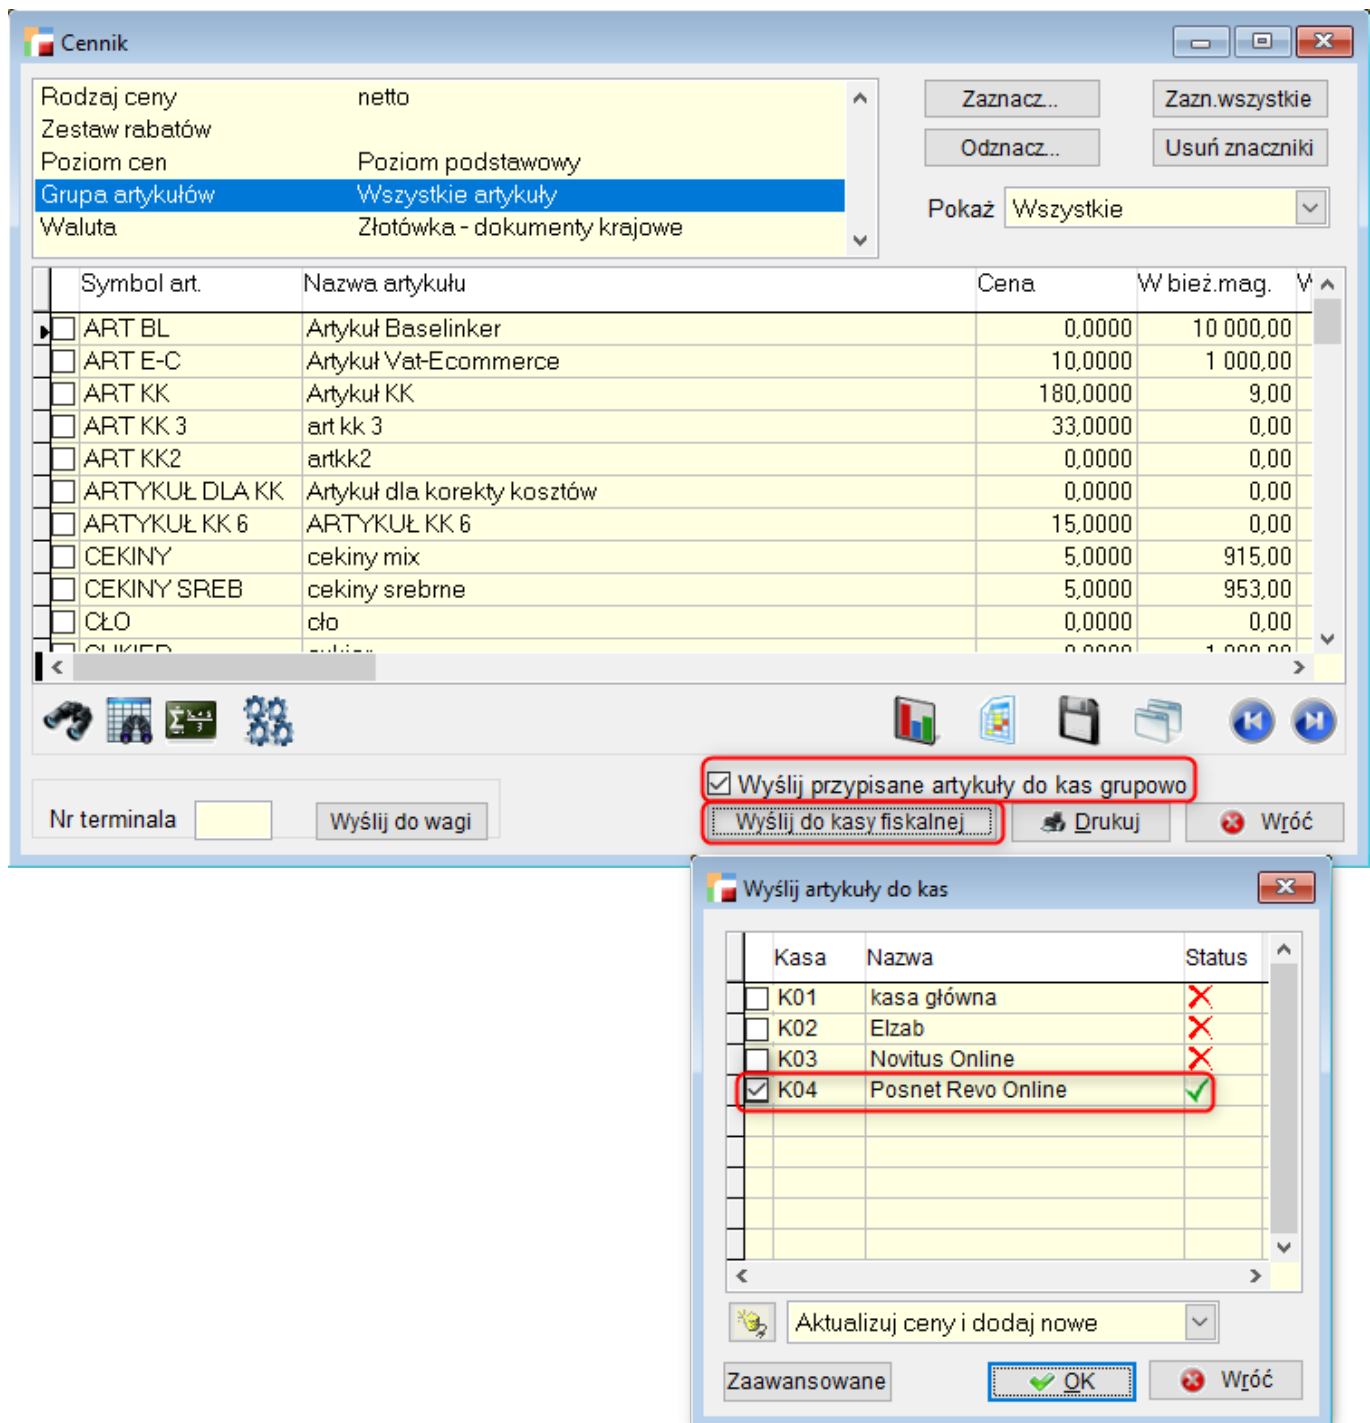 Cennik
Rodzaj ceny netto
Zestaw rabatów
Poziom cen Poziom podstawowy
Grupa artykułów Wszystkie artykuły
Waluta Złotówka - dokumenty krajowe
Zaznacz... Zazn.wszystkie
Odznacz... Usuń znaczniki
Pokaż Wszystkie
Symbol art. Nazwa artykułu Cena W bież.mag.
ART BL Artykuł Baselinker 0,0000 10 000,00
ART E-C Artykuł Vat-Ecommerce 10,0000 1 000,00
ART KK Artykuł KK 180,0000 9,00
ART KK 3 art kk 3 33,0000 0,00
ART KK2 artkk2 0,0000 0,00
ARTYKUŁ DLA KK Artykuł dla korekty kosztów 0,0000 0,00
ARTYKUŁ KK 6 ARTYKUŁ KK 6 15,0000 0,00
CEKINY cekiny mix 5,0000 915,00
CEKINY SREB cekiny srebrne 5,0000 953,00
CŁO cło 0,0000 0,00
Wyślij przypisane artykuły do kas grupowo
Nr terminala Wyślij do wagi Wyślij do kasy fiskalnej Drukuj Wróć
Wyślij artykuły do kas
Kasa Nazwa Status
K01 kasa główna
K02 Elzab
K03 Novitus Online
K04 Posnet Revo Online
Aktualizuj ceny i dodaj nowe
Zaawansowane OK Wróć